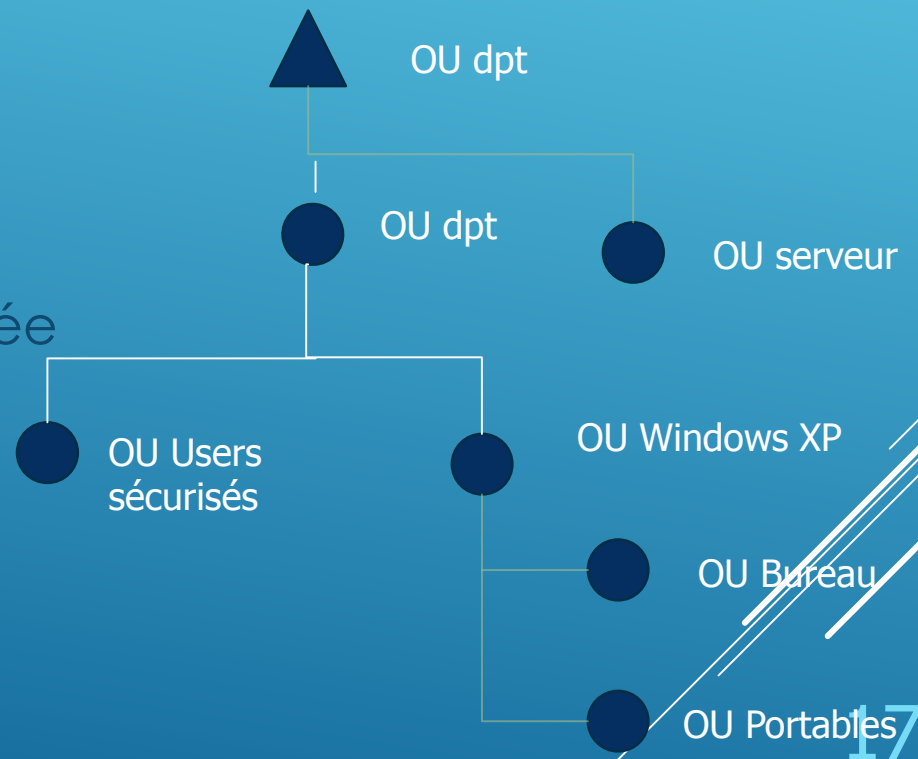 OU dpt
OU dpt
OU serveur
ée
OU Windows XP
OU Users
sécurisés
OU Bureau
OU Portables
17